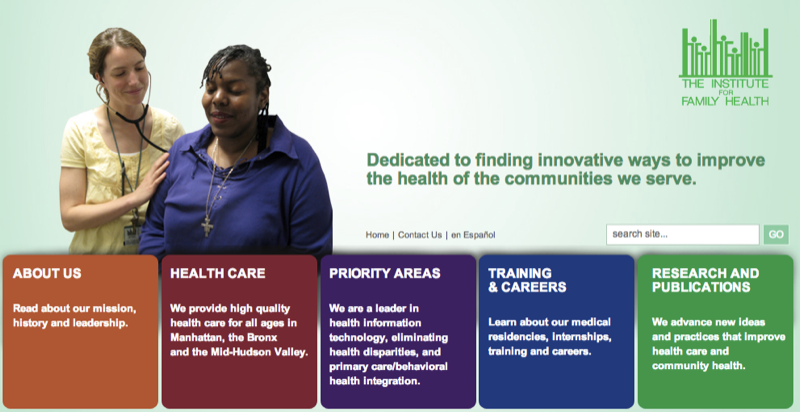 THE INSTITUTE
FOR
FAMILY HEALTH
Dedicated to finding innovative ways to improve
the health of the communities we serve.
Home | Contact Us | en Español
search site...
GO
ABOUT US
Read about our mission,
history and leadership.
HEALTH CARE
We provide high quality
health care for all ages in
Manhattan, the Bronx
and the Mid-Hudson Valley.
PRIORITY AREAS
We are a leader in
health information
technology, eliminating
health disparities, and
primary care/behavioral
health integration.
TRAINING
& CAREERS
Learn about our medical
residencies, internships,
training and careers.
RESEARCH AND
PUBLICATIONS
We advance new ideas
and practices that improve
health care and
community health.